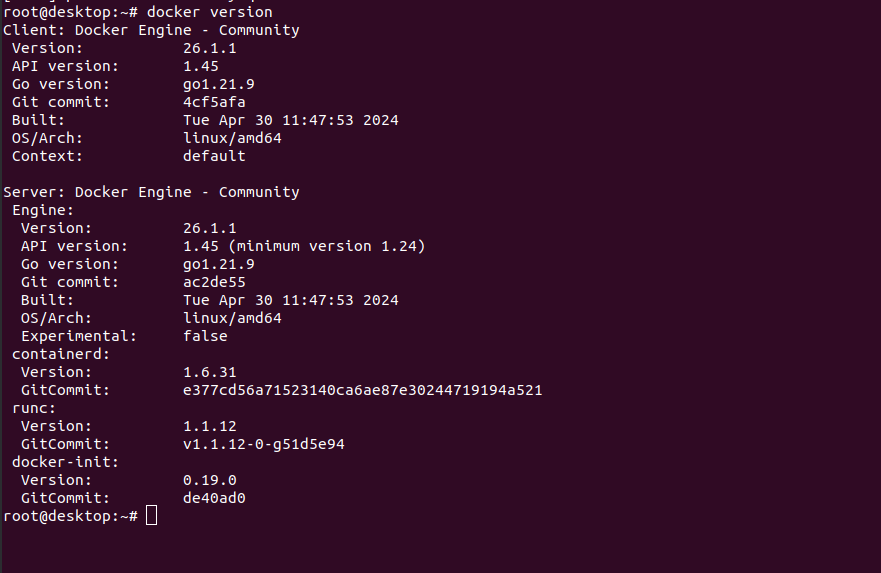 root@desktop:~# docker version
Client: Docker Engine - Community
 Version:           26.1.1
 API version:       1.45
 Go version:        go1.21.9
 Git commit:        4cf5afa
 Built:             Tue Apr 30 11:47:53 2024
 OS/Arch:           linux/amd64
 Context:           default

Server: Docker Engine - Community
 Engine:
  Version:          26.1.1
  API version:      1.45 (minimum version 1.24)
  Go version:       go1.21.9
  Git commit:       ac2de55
  Built:            Tue Apr 30 11:47:53 2024
  OS/Arch:          linux/amd64
  Experimental:     false
 containerd:
  Version:          1.6.31
  GitCommit:        e377cd56a71523140ca6ae87e30244719194a521
 runc:
  Version:          1.1.12
  GitCommit:        v1.1.12-0-g51d5e94
 docker-init:
  Version:          0.19.0
  GitCommit:        de40ad0
root@desktop:~#